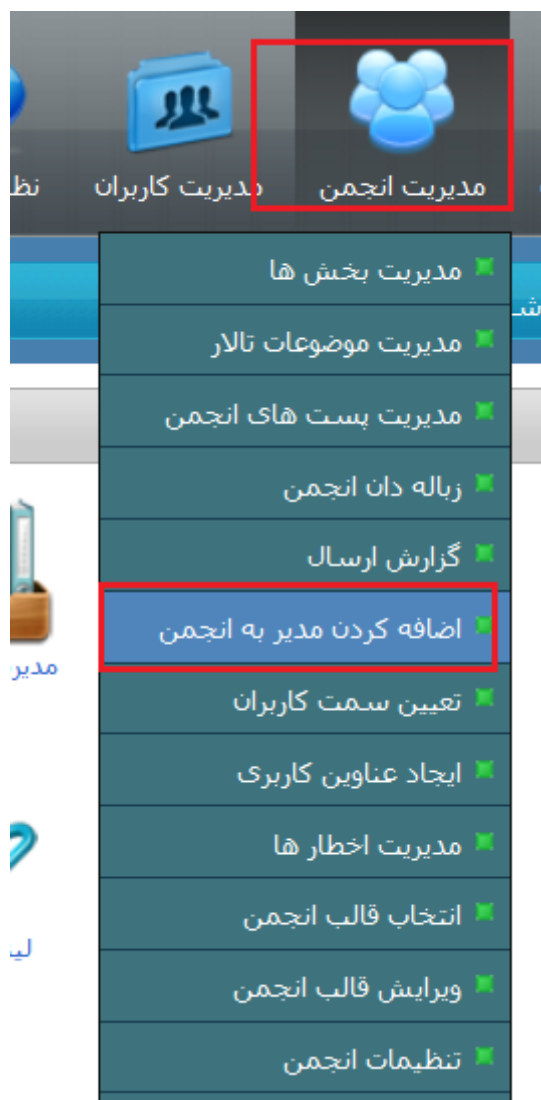 مدیریت انجمن
مدیریت کاربران
مدیریت بخش ها
مدیریت موضوعات تالار
مدیریت پست های انجمن
زباله دان انجمن
گزارش ارسال
اضافه کردن مدیر به انجمن
تعیین سمت کاربران
ایجاد عناوین کاربری
مدیریت اخطار ها
انتخاب قالب انجمن
ویرایش قالب انجمن
تنظیمات انجمن